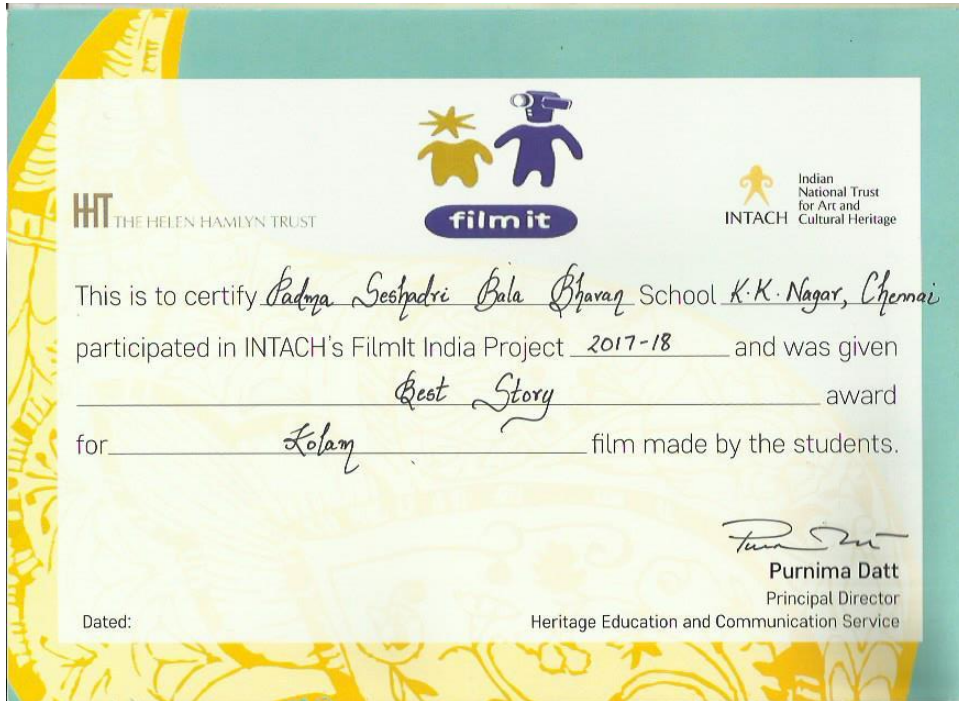 filmit
HHT THE HELEN HAMLYN TRUST
INTACH
Indian
National Trust
for Art and
Cultural Heritage
This is to certify Padma Seshadri Bala Bhavan School K.K. Nagar, Chennai
participated in INTACH's FilmIt India Project 2017-18 and was given
Best Story award
for Kolam film made by the students.
Purnima Datt
Principal Director
Dated:
Heritage Education and Communication Service